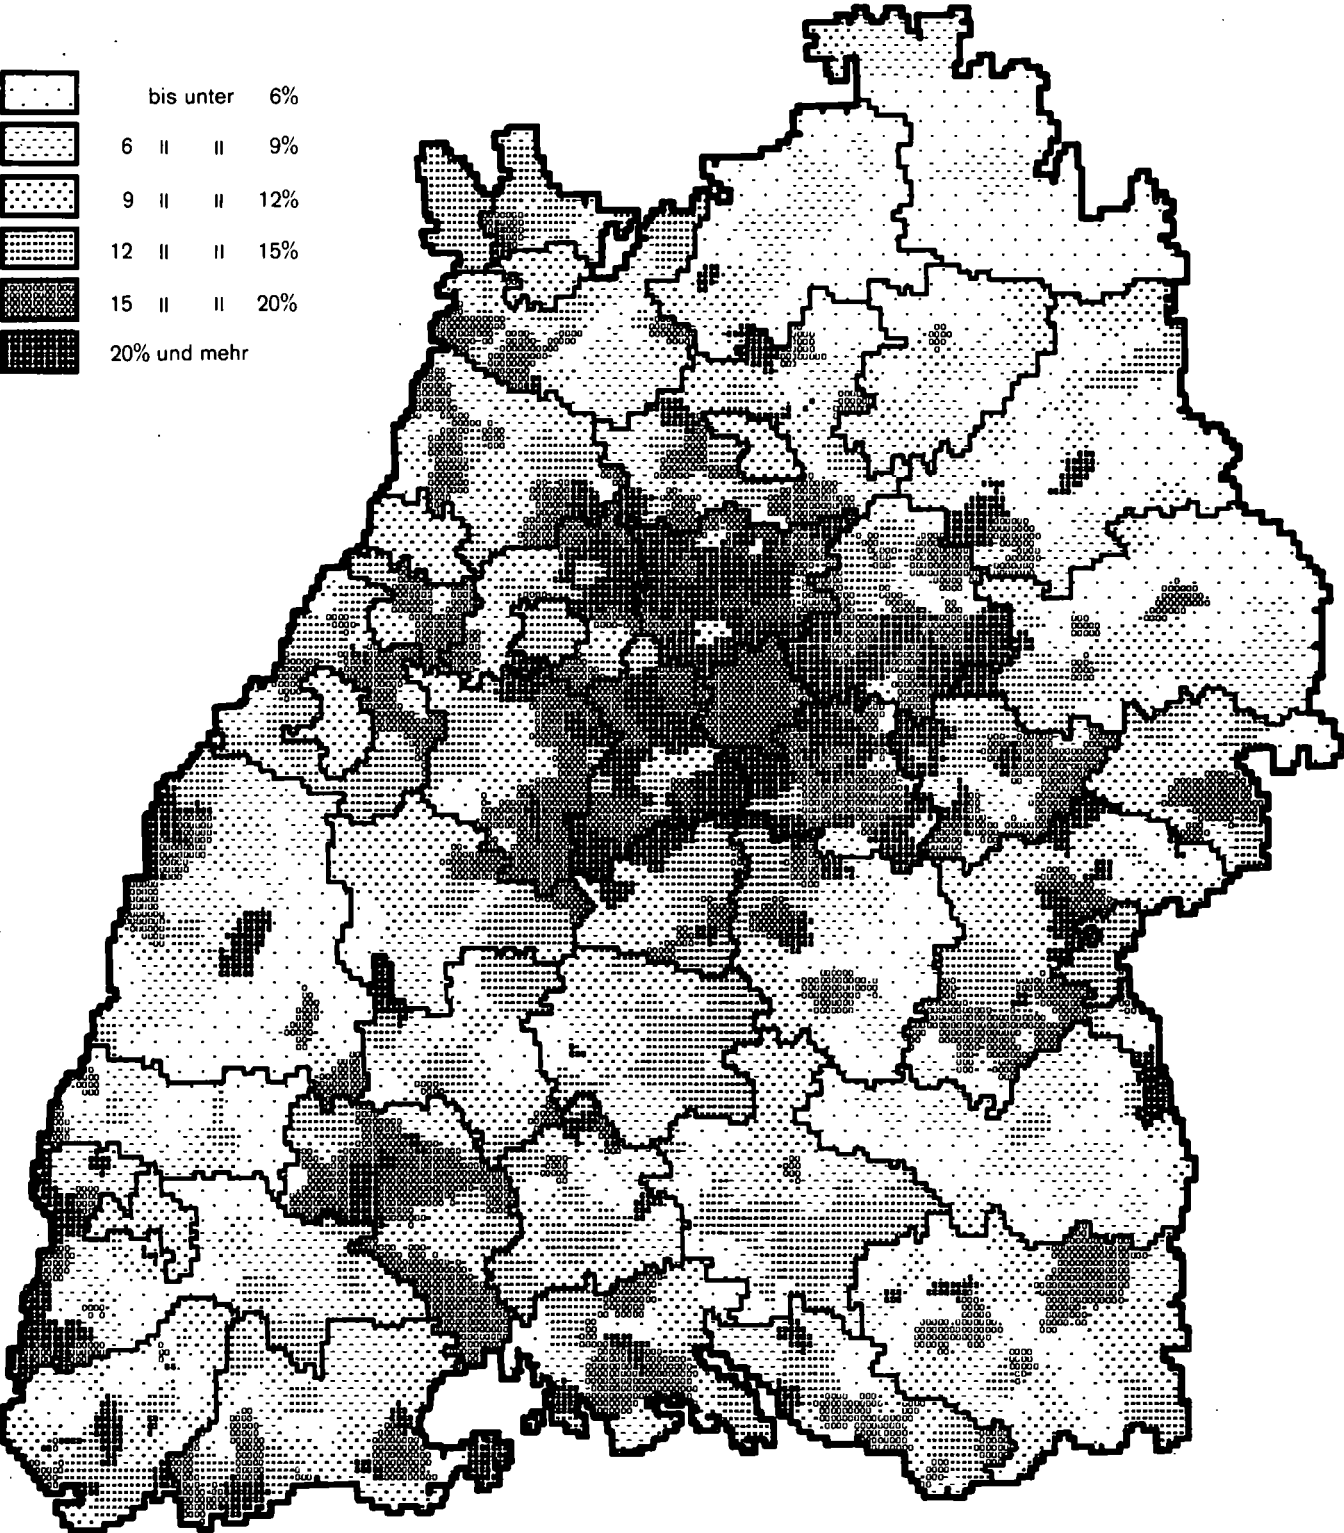 bis unter 6%
6 " " 9%
9 " " 12%
12 " " 15%
15 " " 20%
20% und mehr